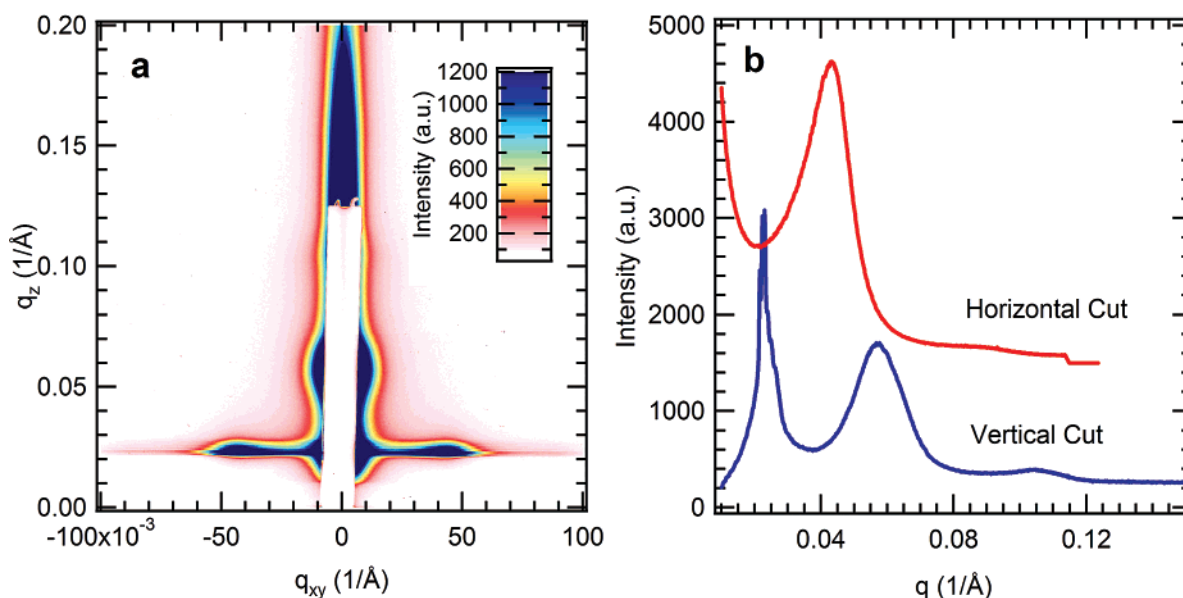 a
0.20
0.15
0.10
0.05
0.00
q_z (1/Å)
-100x10^-3
-50
0
50
100
q_xy (1/Å)
1200
1000
800
600
400
200
Intensity (a.u.)
b
5000
4000
3000
2000
1000
0
Intensity (a.u.)
Horizontal Cut
Vertical Cut
0.04
0.08
0.12
q (1/Å)